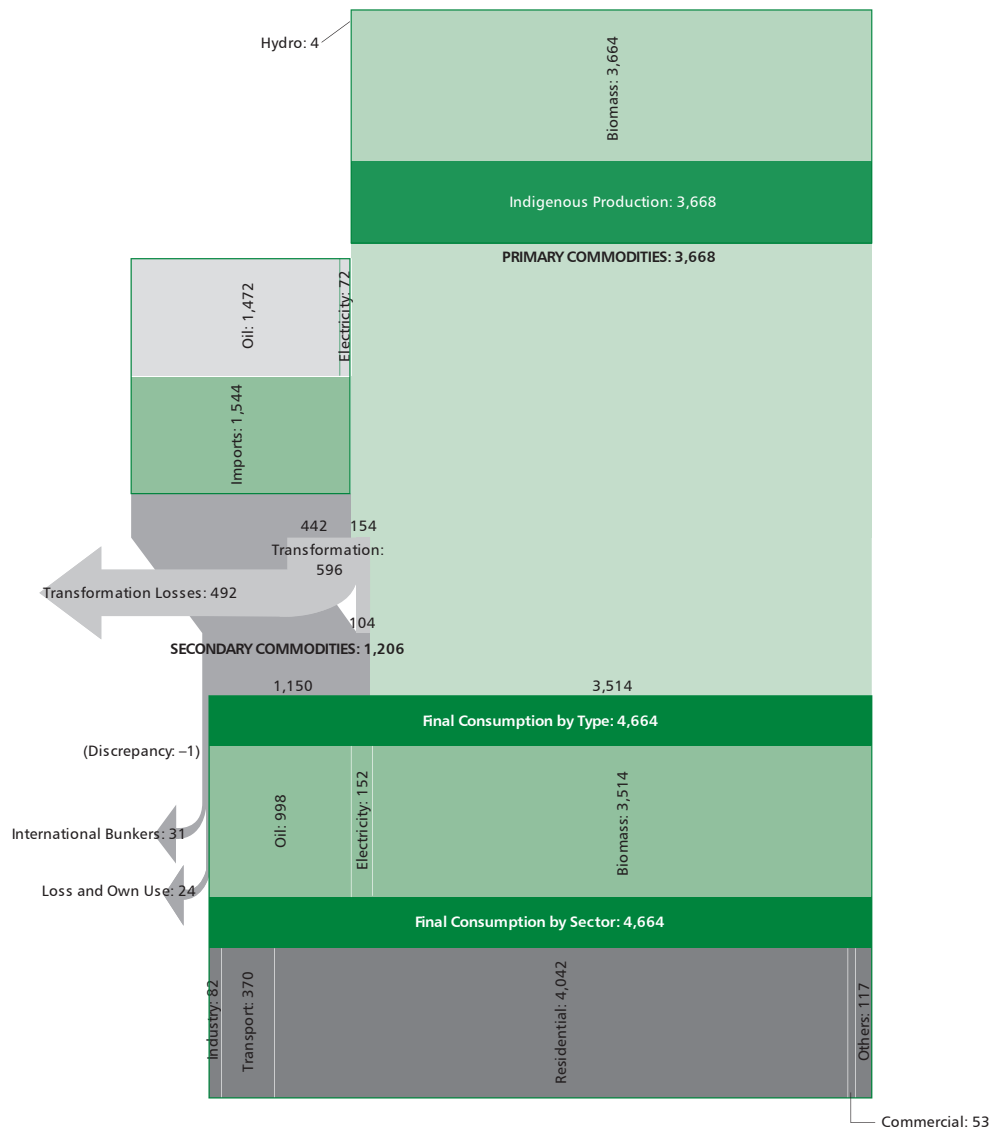 Hydro: 4
Biomass: 3,664
Indigenous Production: 3,668
PRIMARY COMMODITIES: 3,668
Oil: 1,472
Electricity: 72
Imports: 1,544
442
154
Transformation:
596
Transformation Losses: 492
104
SECONDARY COMMODITIES: 1,206
1,150
3,514
Final Consumption by Type: 4,664
(Discrepancy: –1)
Oil: 998
Electricity: 152
Biomass: 3,514
International Bunkers: 31
Loss and Own Use: 24
Final Consumption by Sector: 4,664
Industry: 82
Transport: 370
Residential: 4,042
Others: 117
Commercial: 53